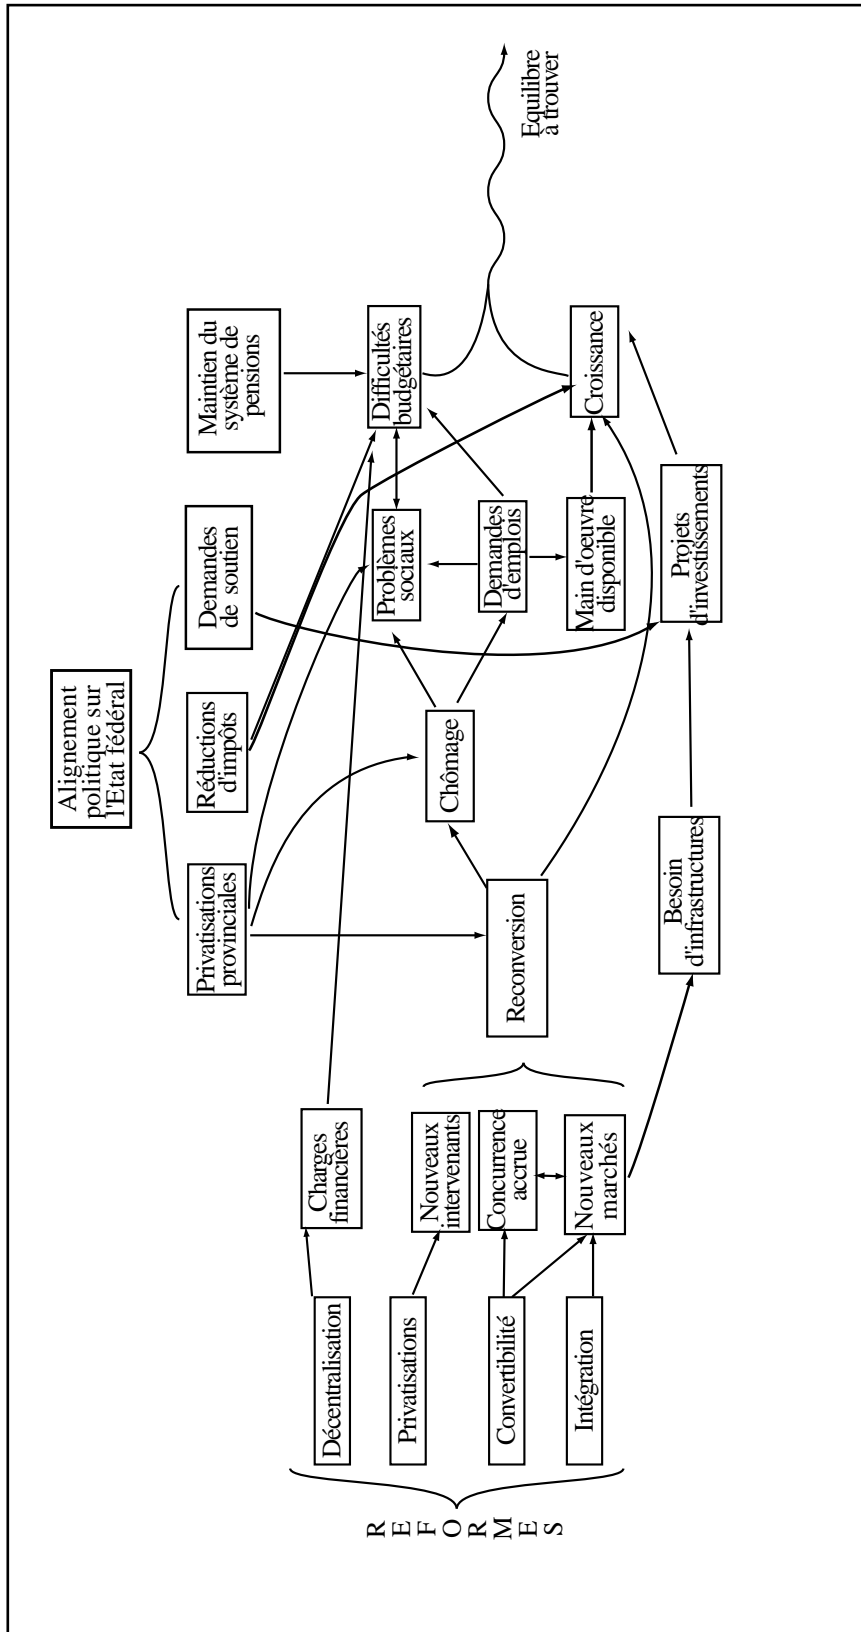 Alignement
politique sur
l'Etat fédéral
Privatisations
provinciales
Réductions
d'impôts
Demandes
de soutien
Maintien du
système de
pensions
R
E
F
O
R
M
E
S
Décentralisation
Privatisations
Convertibilité
Intégration
Charges
financières
Nouveaux
intervenants
Concurrence
accrue
Nouveaux
marchés
Reconversion
Besoin
d'infrastructures
Chômage
Problèmes
sociaux
Demandes
d'emplois
Main d'oeuvre
disponible
Projets
d'investissements
Difficultés
budgétaires
Croissance
Equilibre
à trouver